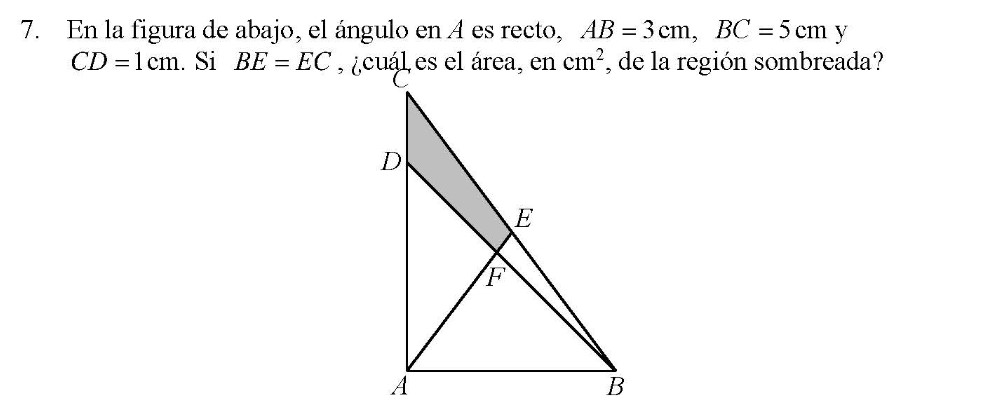 7. En la figura de abajo, el ángulo en A es recto, AB = 3 cm, BC = 5 cm y
CD = 1 cm. Si BE = EC, ¿cuál es el área, en cm², de la región sombreada?
C
D
E
F
A
B